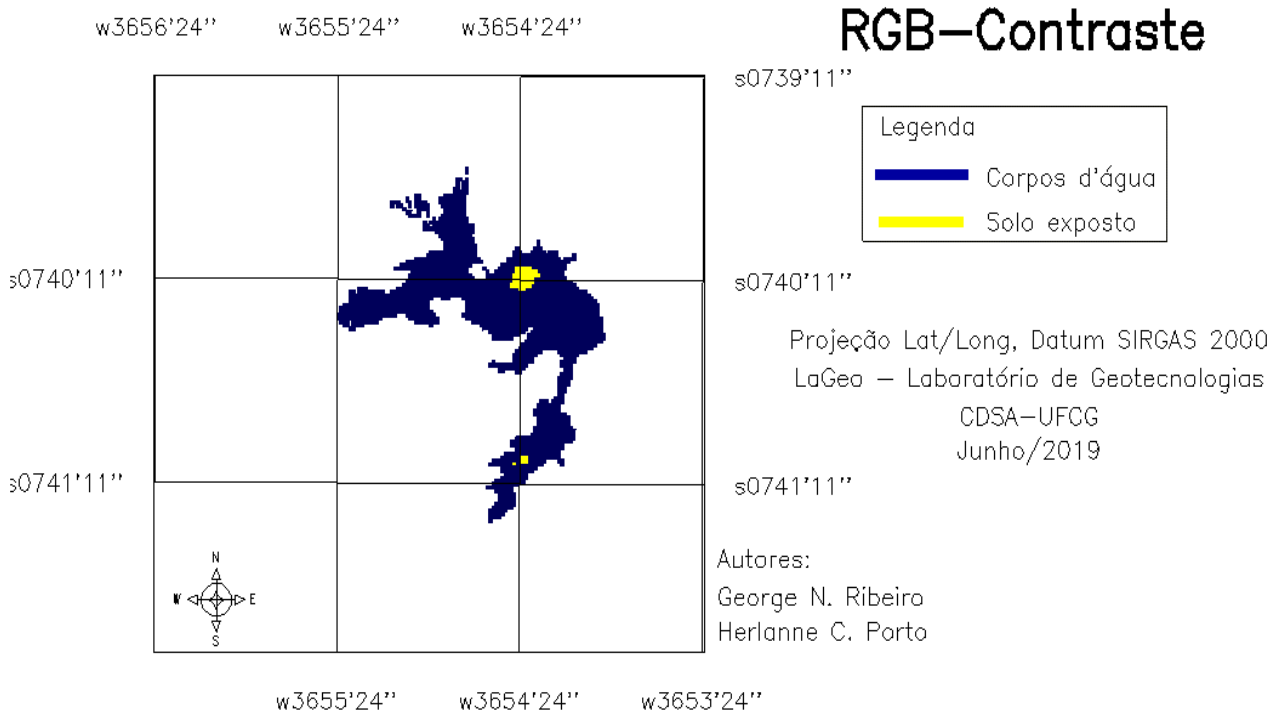 w3656'24"
w3655'24"
w3654'24"
RGB-Contraste
s0739'11"
Legenda
Corpos d'água
Solo exposto
s0740'11"
s0740'11"
Projeção Lat/Long, Datum SIRGAS 2000
LaGeo - Laboratório de Geotecnologias
CDSA-UFCG
Junho/2019
s0741'11"
s0741'11"
Autores:
George N. Ribeiro
Herlanne C. Porto
N
W
E
S
w3655'24"
w3654'24"
w3653'24"